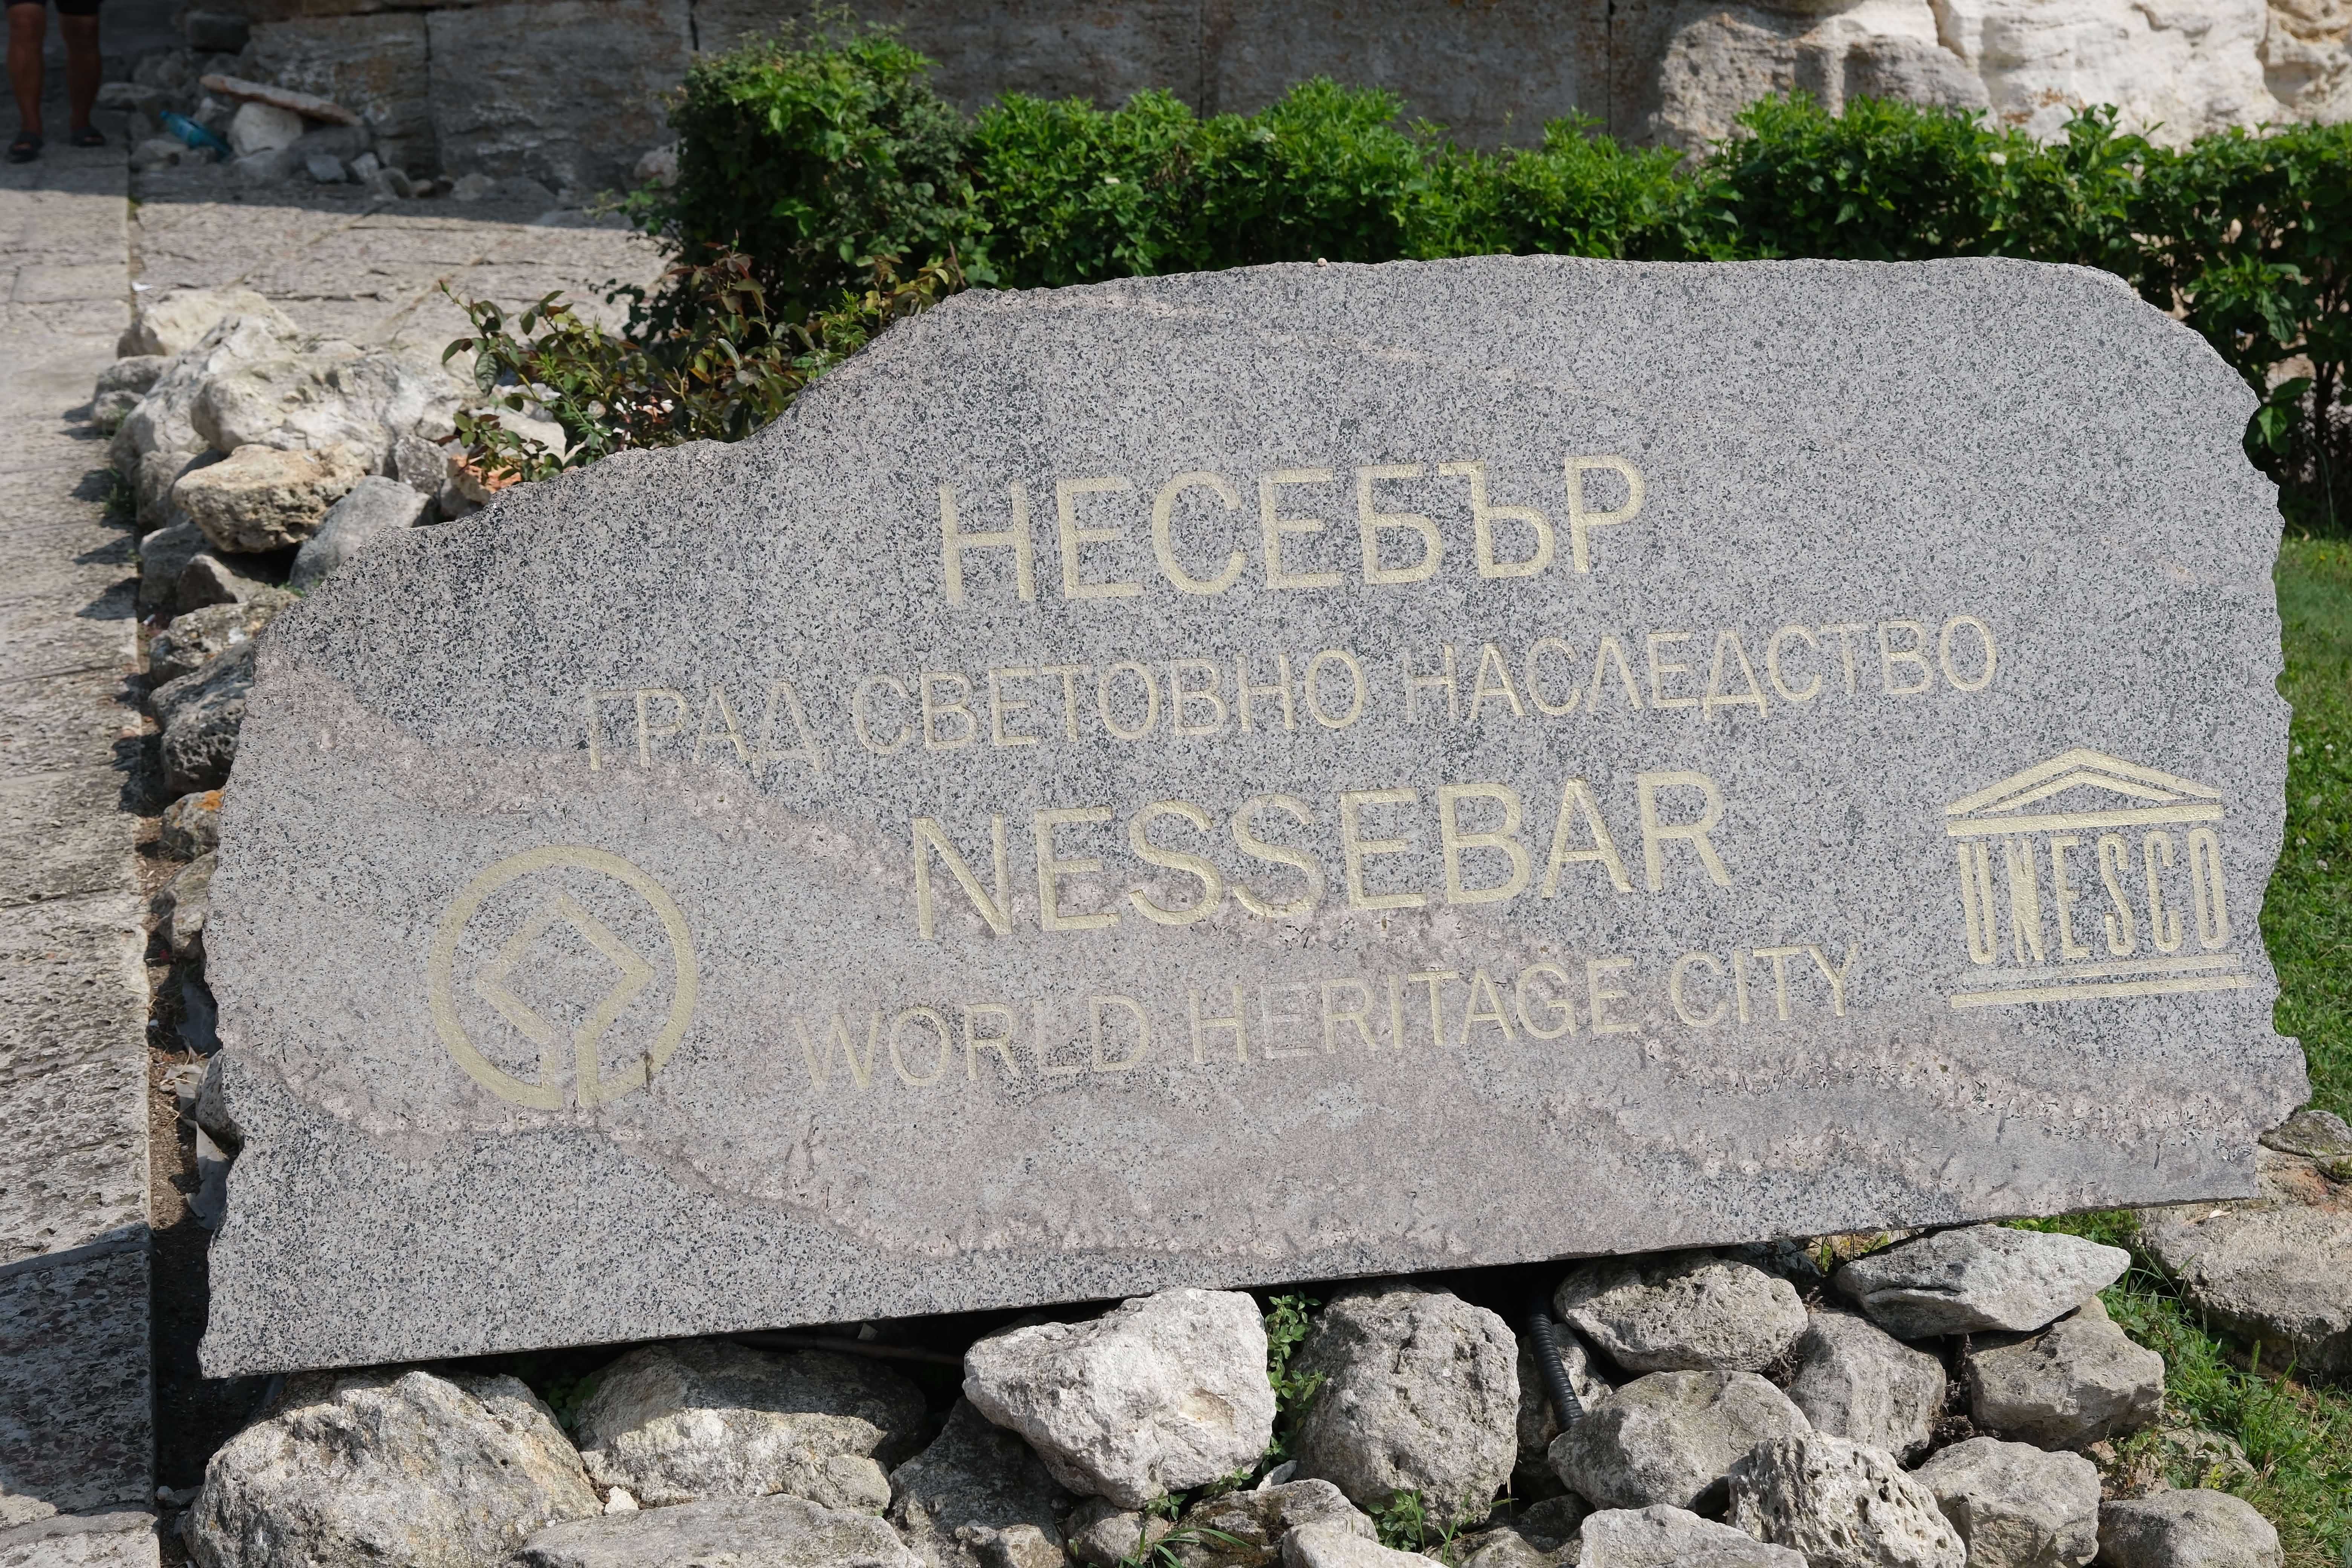 НЕСЕБЪР
ГРАД СВЕТОВНО НАСЛЕДСТВО
NESSEBAR
WORLD HERITAGE CITY
UNESCO